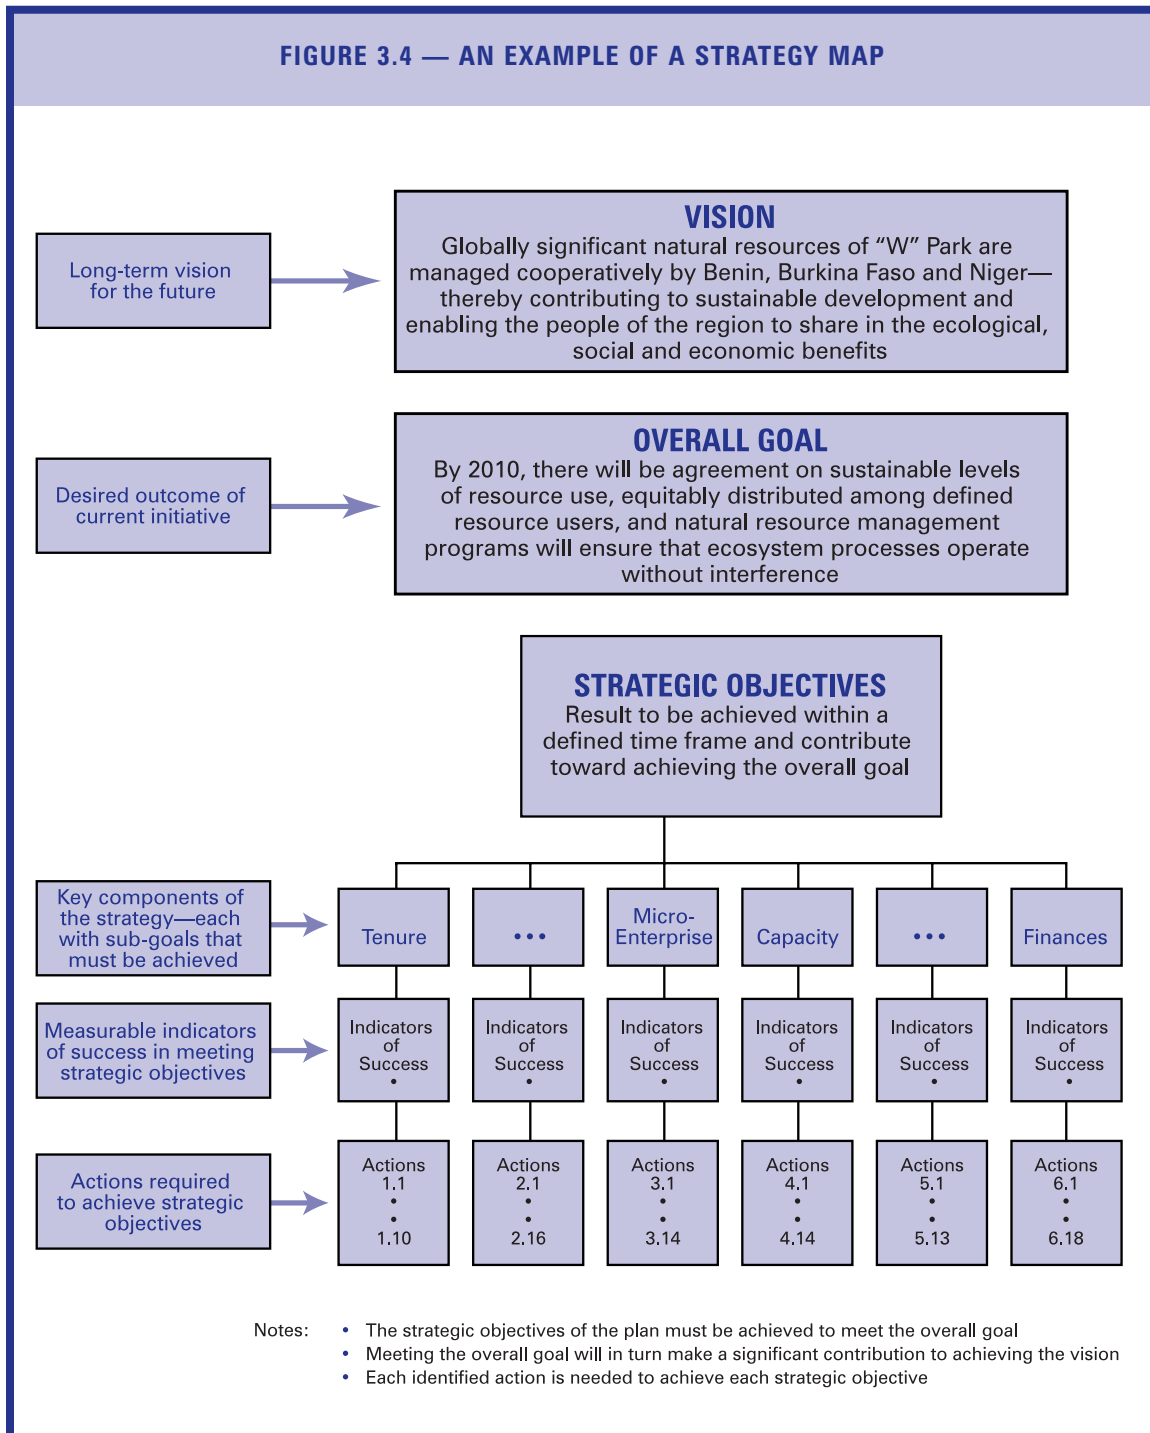 FIGURE 3.4 — AN EXAMPLE OF A STRATEGY MAP
Long-term vision
for the future
VISION
Globally significant natural resources of “W” Park are
managed cooperatively by Benin, Burkina Faso and Niger—
thereby contributing to sustainable development and
enabling the people of the region to share in the ecological,
social and economic benefits
Desired outcome of
current initiative
OVERALL GOAL
By 2010, there will be agreement on sustainable levels
of resource use, equitably distributed among defined
resource users, and natural resource management
programs will ensure that ecosystem processes operate
without interference
STRATEGIC OBJECTIVES
Result to be achieved within a
defined time frame and contribute
toward achieving the overall goal
Key components of
the strategy—each
with sub-goals that
must be achieved
Tenure
•••
Micro-
Enterprise
Capacity
•••
Finances
Measurable indicators
of success in meeting
strategic objectives
Indicators
of
Success
•
Indicators
of
Success
•
Indicators
of
Success
•
Indicators
of
Success
•
Indicators
of
Success
•
Indicators
of
Success
•
Actions required
to achieve strategic
objectives
Actions
1.1
•
•
1.10
Actions
2.1
•
•
2.16
Actions
3.1
•
•
3.14
Actions
4.1
•
•
4.14
Actions
5.1
•
•
5.13
Actions
6.1
•
•
6.18
Notes: • The strategic objectives of the plan must be achieved to meet the overall goal
• Meeting the overall goal will in turn make a significant contribution to achieving the vision
• Each identified action is needed to achieve each strategic objective